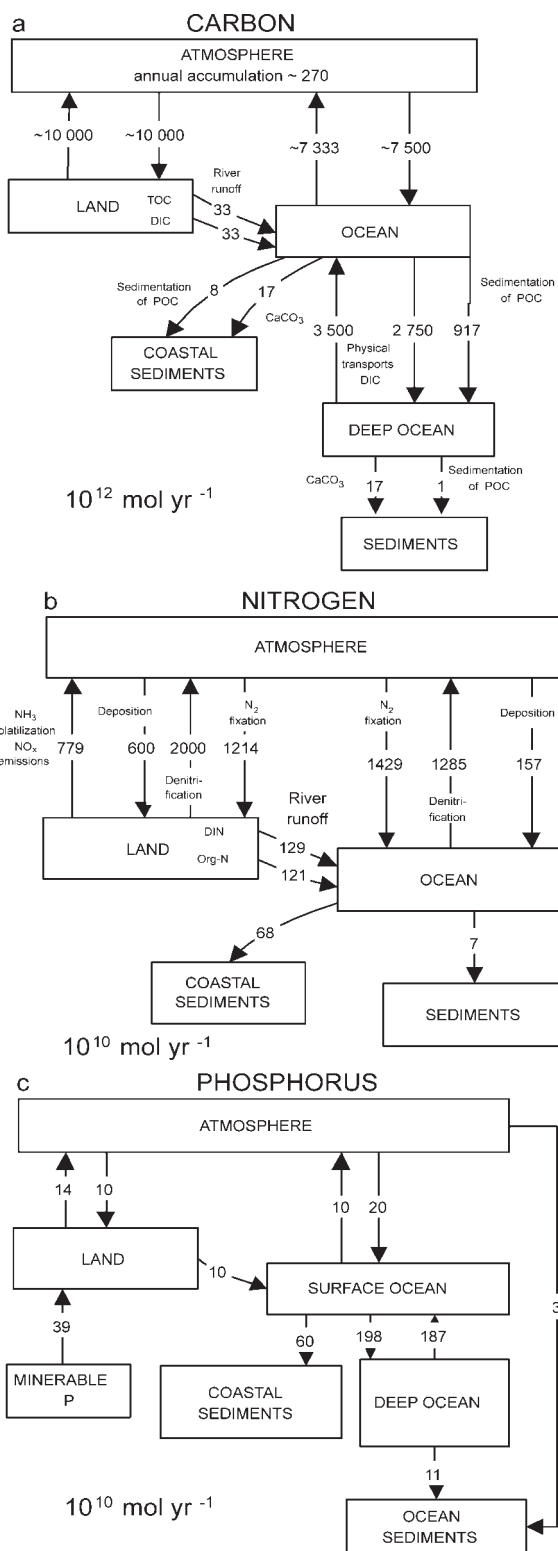 a
CARBON
ATMOSPHERE
annual accumulation ~ 270
~10 000
~10 000
~7 333
~7 500
River
runoff
LAND
TOC
DIC
33
33
OCEAN
Sedimentation
of POC
8
17
CaCO3
COASTAL
SEDIMENTS
Sedimentation
of POC
3 500
2 750
917
Physical
transports
DIC
DEEP OCEAN
CaCO3
17
1
Sedimentation
of POC
10^12 mol yr -1
SEDIMENTS
b
NITROGEN
ATMOSPHERE
NH3
olatilization
NOx
emissions
779
Deposition
600
2000
Denitri-
fication
N2
fixation
1214
N2
fixation
1429
1285
Denitri-
fication
Deposition
157
River
runoff
LAND
DIN
Org-N
129
121
OCEAN
68
7
COASTAL
SEDIMENTS
SEDIMENTS
10^10 mol yr -1
c
PHOSPHORUS
ATMOSPHERE
14
10
10
20
LAND
10
SURFACE OCEAN
3
39
60
198
187
MINERABLE
P
COASTAL
SEDIMENTS
DEEP OCEAN
11
10^10 mol yr -1
OCEAN
SEDIMENTS